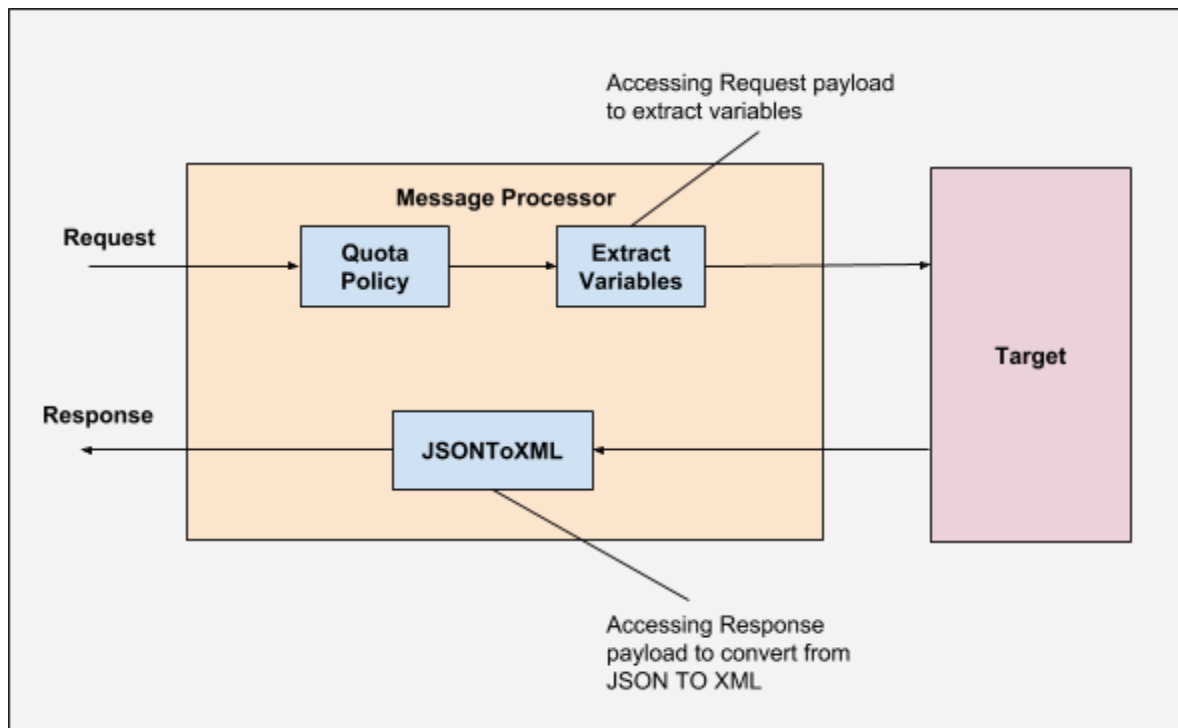 Accessing Request payload
to extract variables
Message Processor
Request
Quota
Policy
Extract
Variables
Target
Response
JSONToXML
Accessing Response
payload to convert from
JSON TO XML